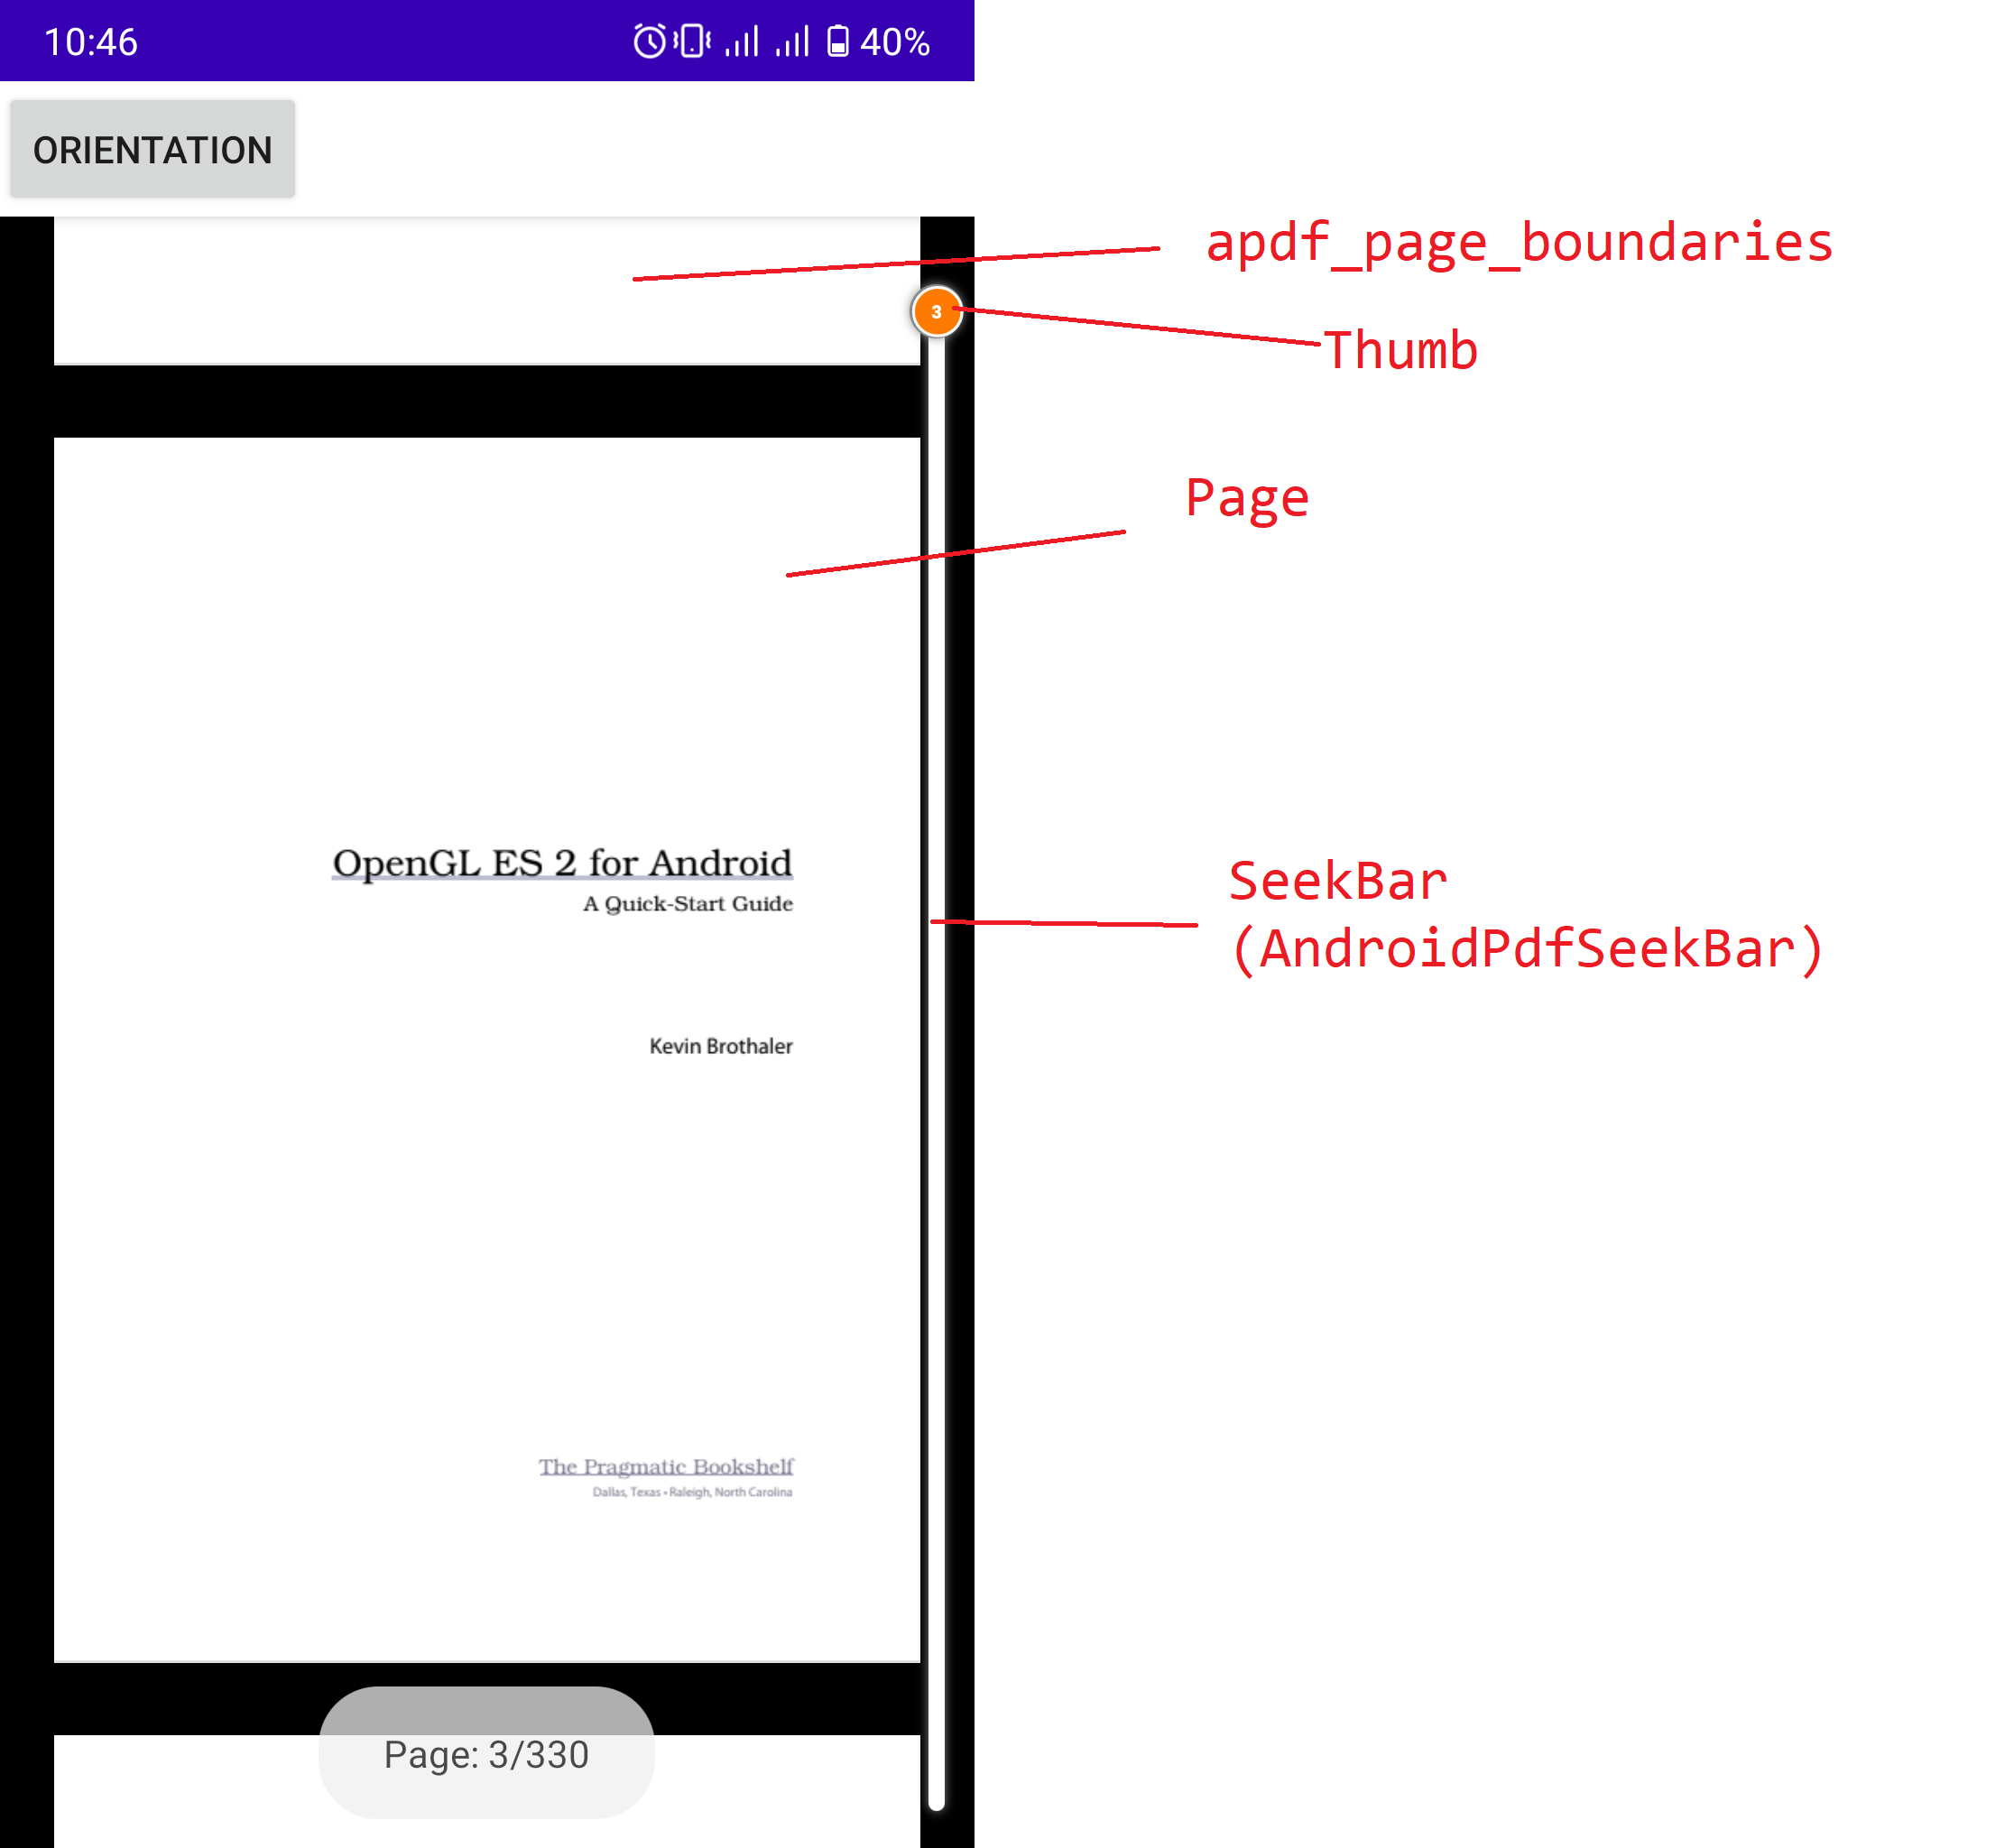 10:46 40%
ORIENTATION
apdf_page_boundaries
3
Thumb
Page
OpenGL ES 2 for Android
A Quick-Start Guide
SeekBar
(AndroidPdfSeekBar)
Kevin Brothaler
The Pragmatic Bookshelf
Dallas, Texas • Raleigh, North Carolina
Page: 3/330